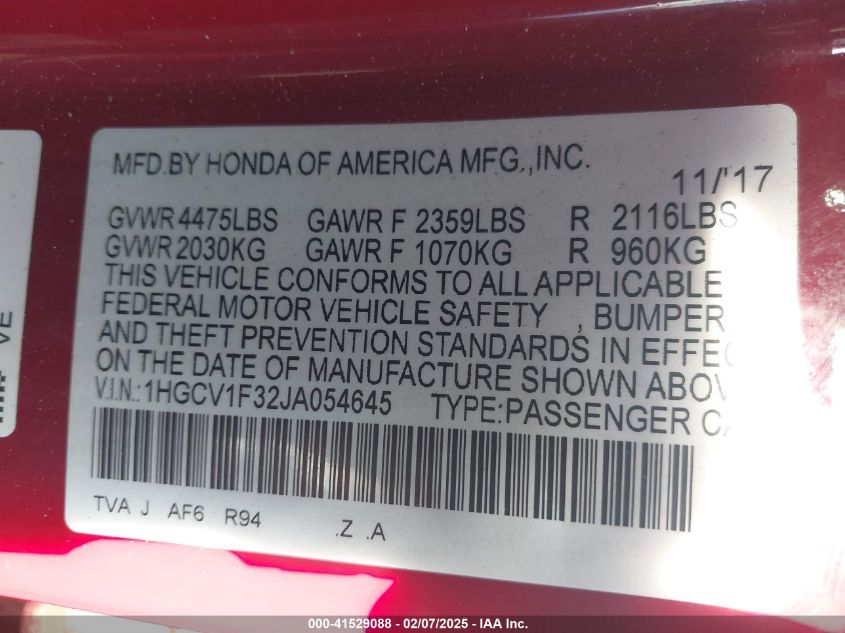 MFD.BY HONDA OF AMERICA MFG.,INC.
11/'17
GVWR 4475LBS GAWR F 2359LBS R 2116LBS
GVWR 2030KG GAWR F 1070KG R 960KG
THIS VEHICLE CONFORMS TO ALL APPLICABLE
FEDERAL MOTOR VEHICLE SAFETY , BUMPER,
AND THEFT PREVENTION STANDARDS IN EFFEC
ON THE DATE OF MANUFACTURE SHOWN ABOV
V.I.N.:1HGCV1F32JA054645 TYPE:PASSENGER CA
TVA J AF6 R94 .Z .A
VE
000-41529088 - 02/07/2025 - IAA Inc.